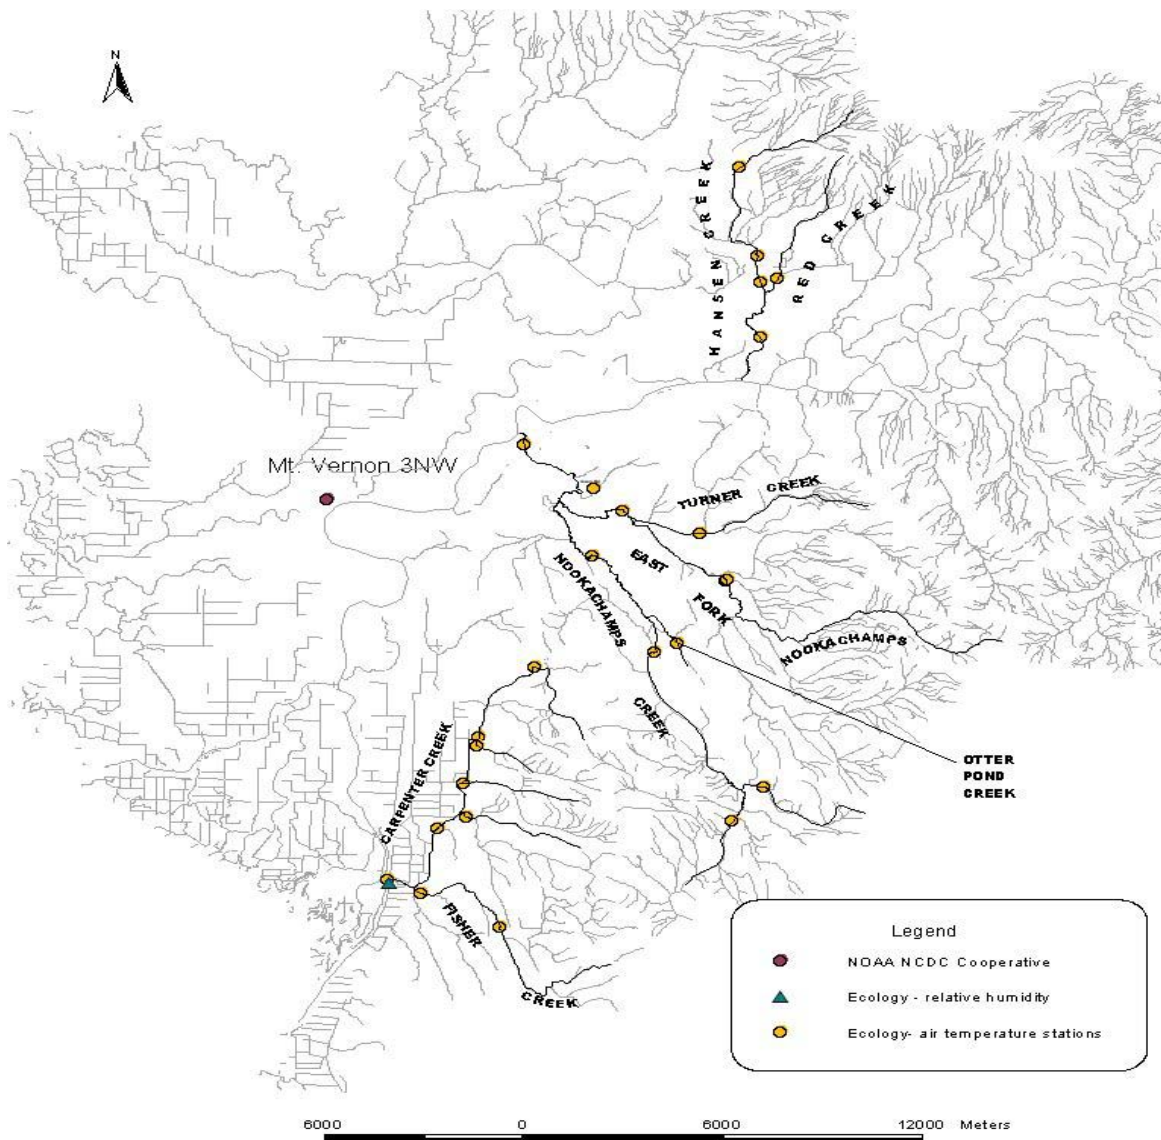 N
HANSEN CREEK
RED CREEK
Mt. Vernon 3NW
TURNER CREEK
EAST
FORK
NOOKACHAMPS
NOOKACHAMPS
CREEK
CARPENTER CREEK
OTTER
POND
CREEK
FISHER
CREEK
Legend
NOAA NCDC Cooperative
Ecology - relative humidity
Ecology- air temperature stations
6000 0 6000 12000 Meters